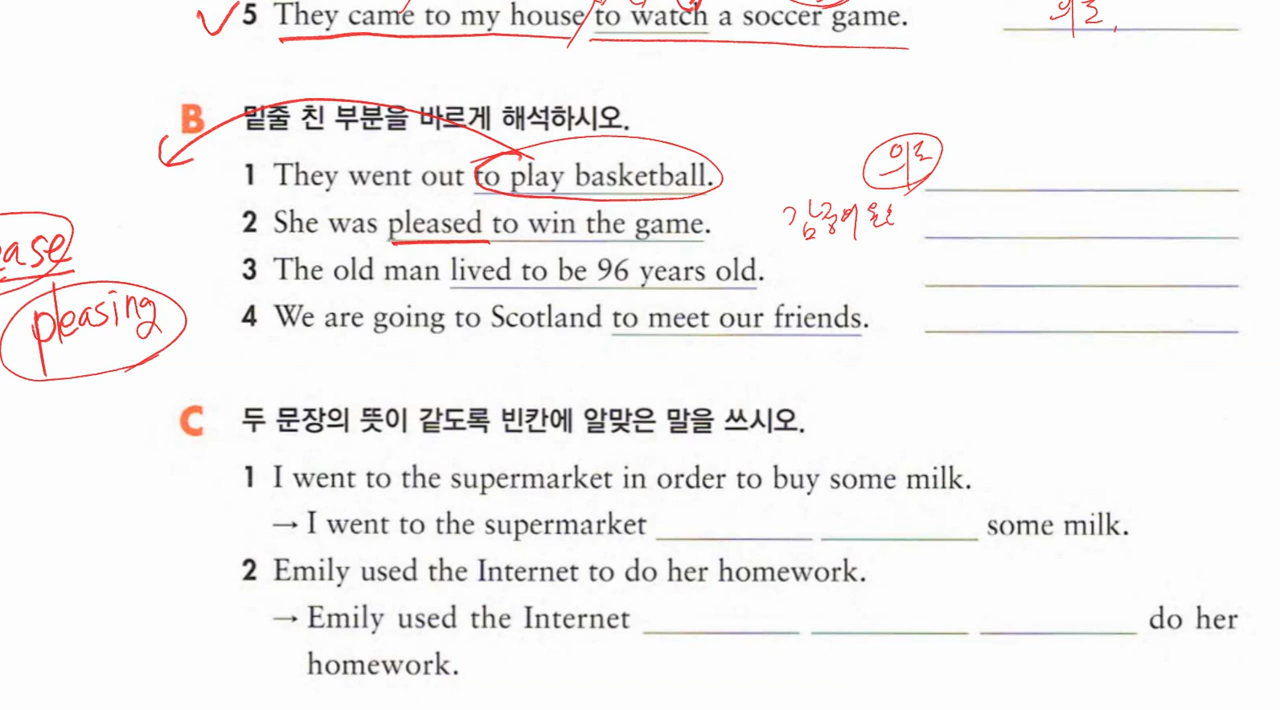 5 They came to my house to watch a soccer game.
의도
B 밑줄 친 부분을 바르게 해석하시오.
1 They went out to play basketball.
의도
2 She was pleased to win the game.
감정의 원인
3 The old man lived to be 96 years old.
ease
pleasing
4 We are going to Scotland to meet our friends.
C 두 문장의 뜻이 같도록 빈칸에 알맞은 말을 쓰시오.
1 I went to the supermarket in order to buy some milk.
→ I went to the supermarket some milk.
2 Emily used the Internet to do her homework.
→ Emily used the Internet do her
homework.